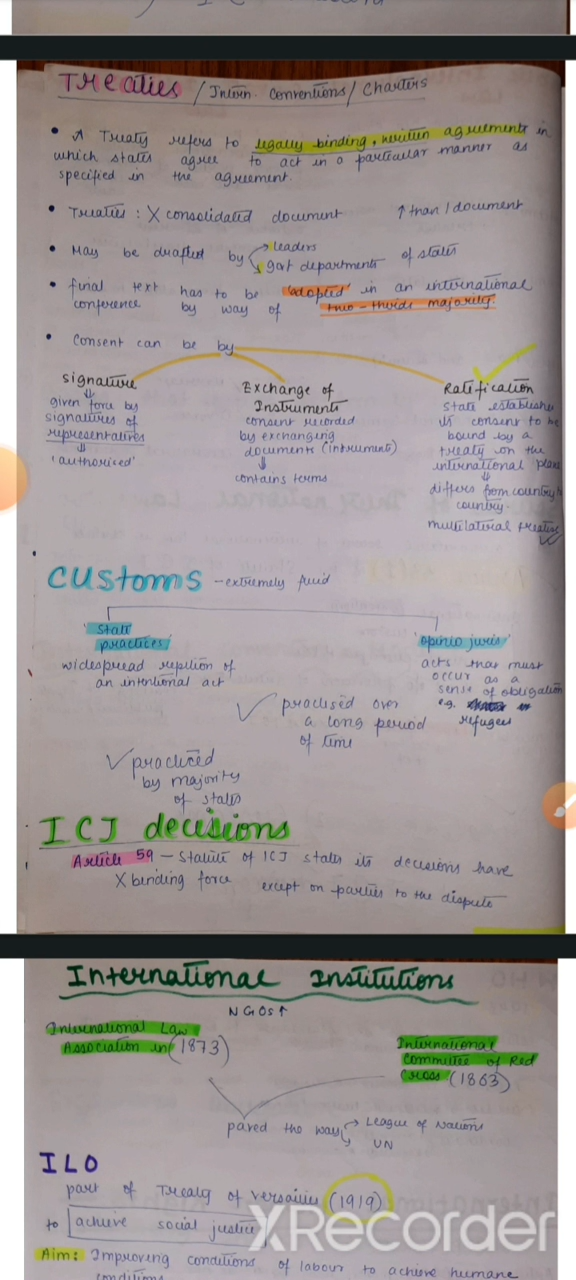 Treaties / Intern. Conventions / Charters
• A Treaty refers to legally binding, written agreements in
which states agree to act in a particular manner as
specified in the agreement.
• Treaties : X consolidated document ↑ than 1 document
• May be drafted by → leaders
→ govt departments of states
• final text has to be 'adopted' in an international
conference by way of two-thirds majority.
• Consent can be by
Signature
given force by
signatures of
representatives
'authorised'
Exchange of
Instruments
consent recorded
by exchanging
documents (intruments)
contains terms
Ratification
State establishes
its consent to be
bound by a
treaty on the
international plane
differs from country to
country
multilateral treaties
Customs - extremely fluid
State
practices
widespread repition of
an intentional act
✓ practised over
a long period
of time
✓ practiced
by majority
of states
'opinio juris'
acts that must
occur as a
sense of obligation
e.g.
refugees
ICJ decisions
Article 59 - Statute of ICJ states its decisions have
X binding force except on parties to the dispute
International Institutions
NGOs ↑
International Law
Association in (1873)
International
Committee of Red
Cross (1863)
paved the way → League of Nations
→ UN
ILO
part of Treaty of Versailles (1919)
to achieve social justice
Aim: Improving conditions of labour to achieve humane
conditions
XRecorder